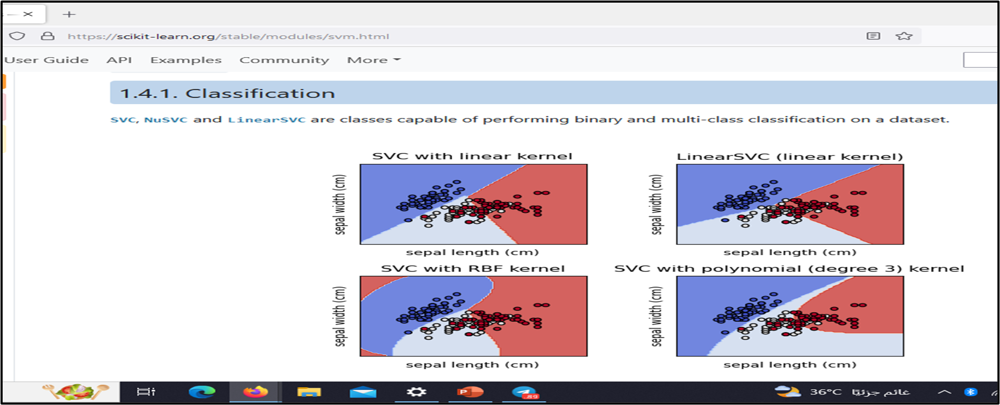 https://scikit-learn.org/stable/modules/svm.html
User Guide API Examples Community More
1.4.1. Classification
SVC, NuSVC and LinearSVC are classes capable of performing binary and multi-class classification on a dataset.
SVC with linear kernel
LinearSVC (linear kernel)
sepal width (cm)
sepal width (cm)
sepal length (cm)
sepal length (cm)
SVC with RBF kernel
SVC with polynomial (degree 3) kernel
sepal width (cm)
sepal width (cm)
sepal length (cm)
sepal length (cm)
P
89
36°C غائم جزئيًا